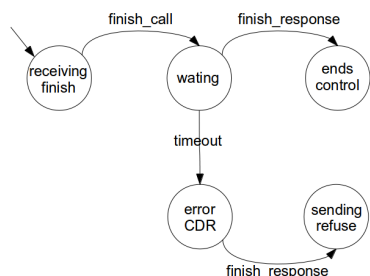 finish_call
finish_response
receiving
finish
wating
ends
control
timeout
error
CDR
sending
refuse
finish_response